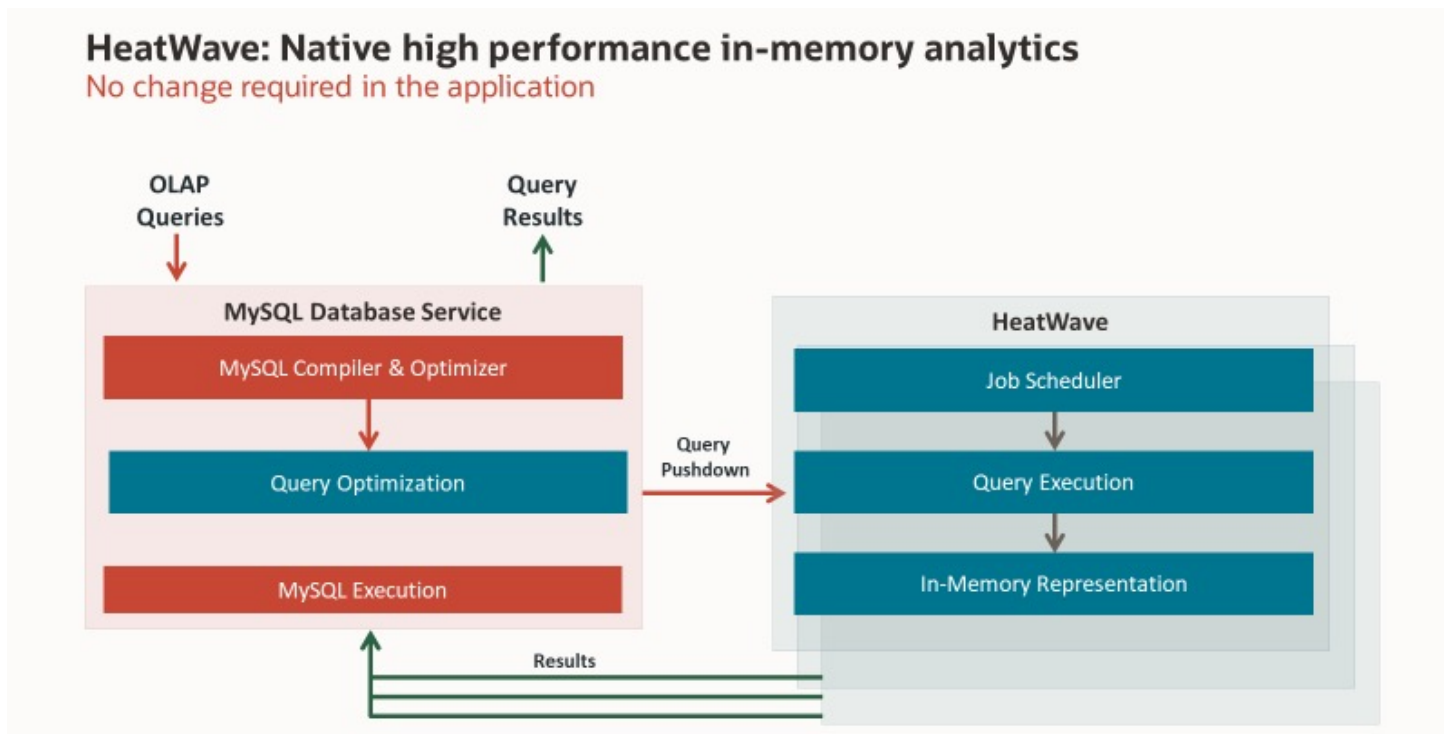 HeatWave: Native high performance in-memory analytics
No change required in the application
OLAP
Queries
Query
Results
MySQL Database Service
MySQL Compiler & Optimizer
Query Optimization
MySQL Execution
Query
Pushdown
HeatWave
Job Scheduler
Query Execution
In-Memory Representation
Results